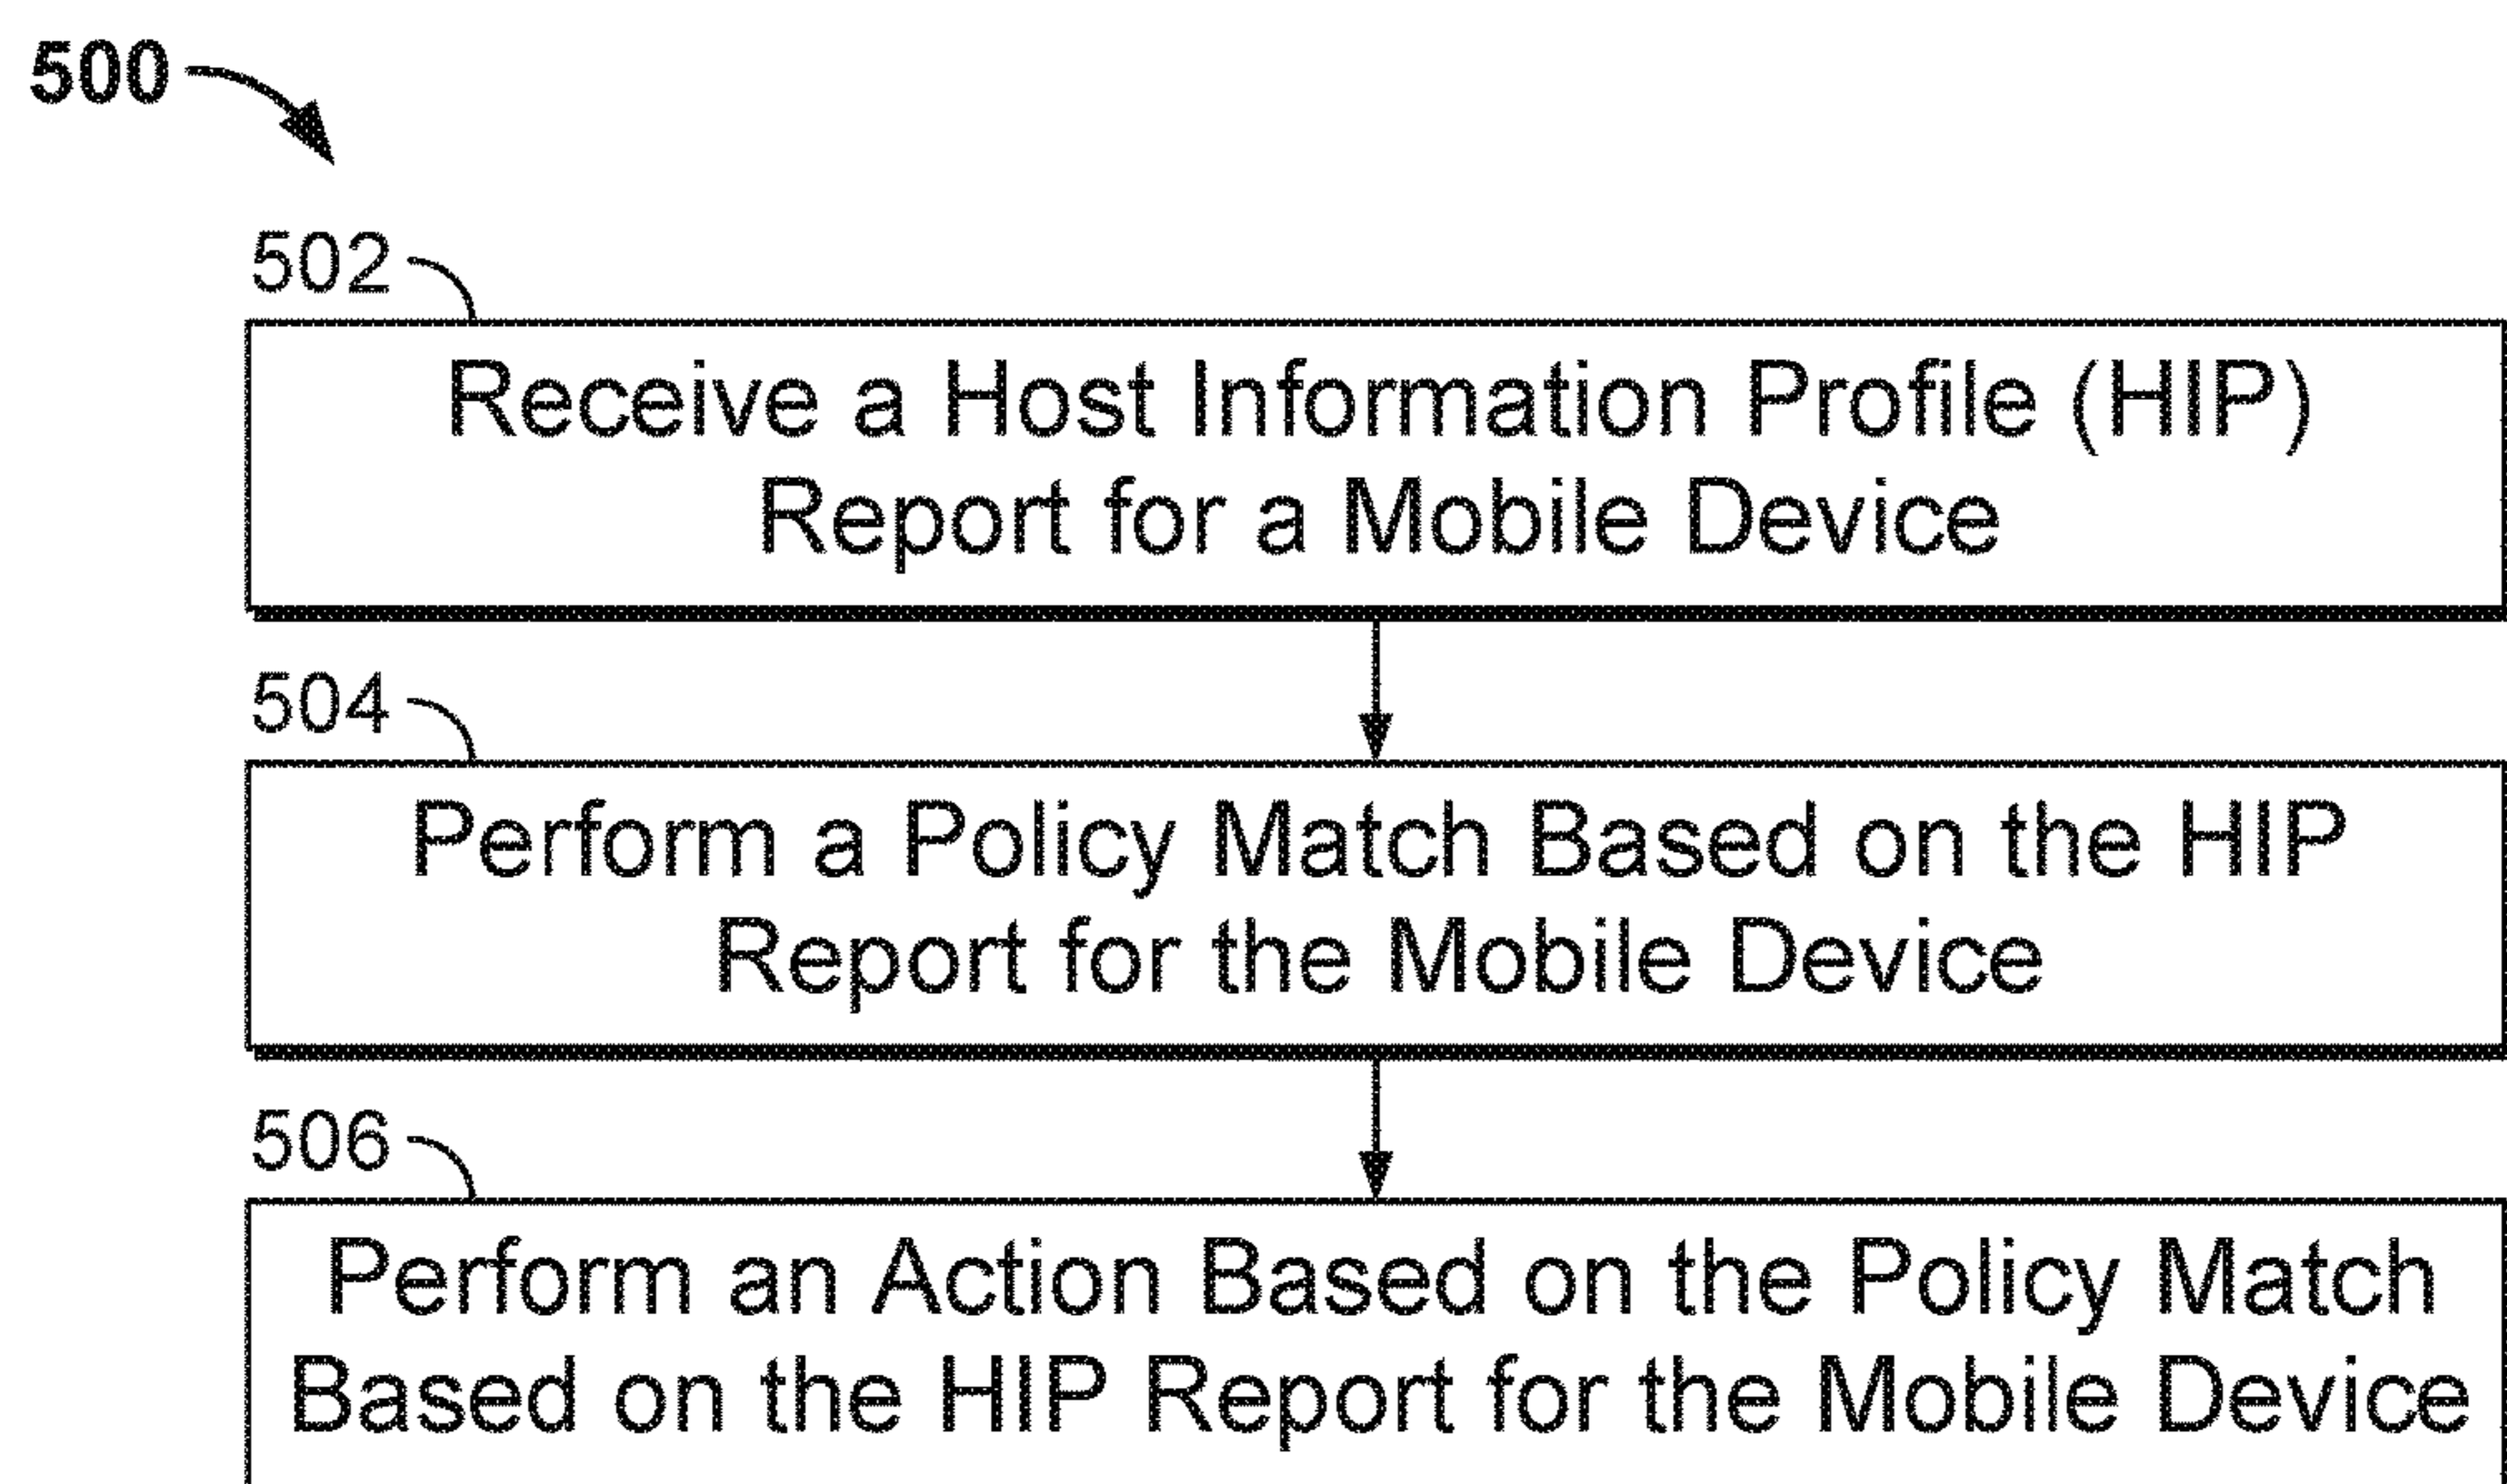 500
502
Receive a Host Information Profile (HIP)
Report for a Mobile Device
504
Perform a Policy Match Based on the HIP
Report for the Mobile Device
506
Perform an Action Based on the Policy Match
Based on the HIP Report for the Mobile Device